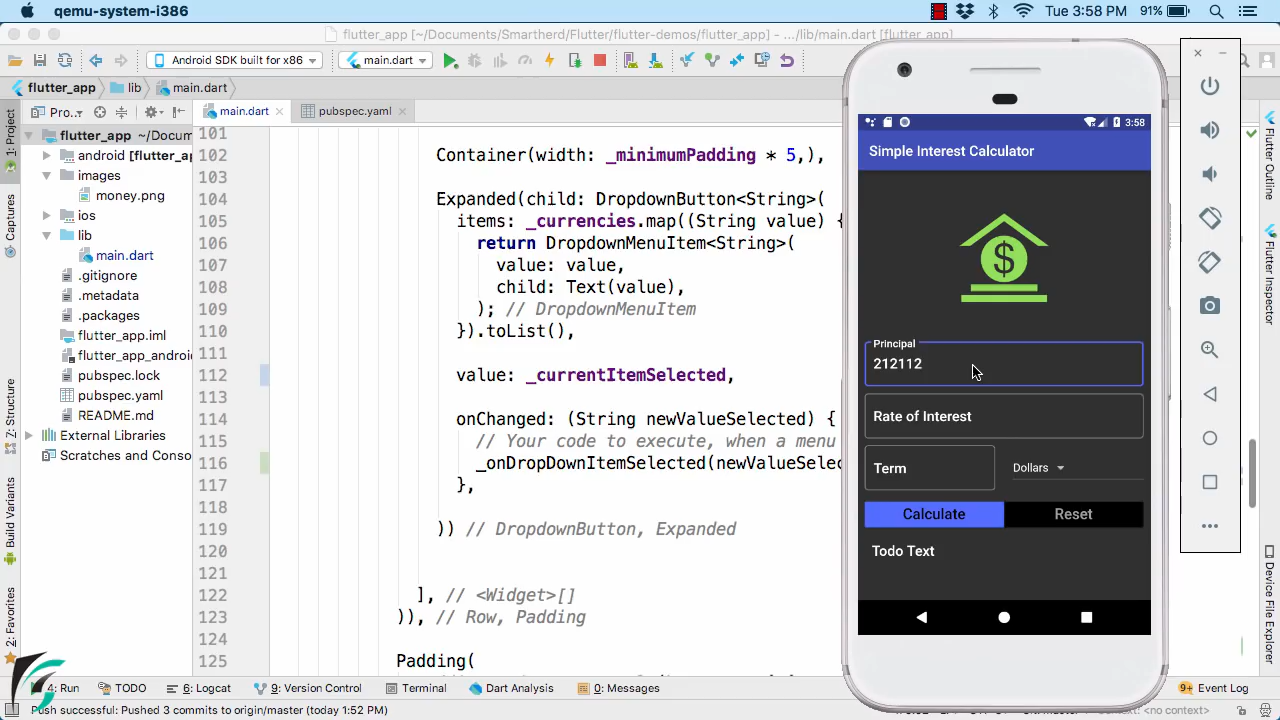 qemu-system-i386
Tue 3:58 PM 91%
flutter_app [~/Documents/Smartherd/Flutter/flutter-demos/flutter_app] - .../lib/main.dart [flutter_app]
Android SDK built for x86
main.dart
flutter_app
lib
main.dart
1: Project
Captures
7: Structure
Build Variants
2: Favorites
Pro...
flutter_app ~/Docum
android [flutter_ap
images
money.png
ios
lib
main.dart
.gitignore
.metadata
.packages
flutter_app.iml
flutter_app_androi
pubspec.lock
pubspec.yaml
README.md
External Libraries
Scratches and Conso
main.dart
pubspec.yaml
101
102 Container(width: _minimumPadding * 5,),
103
104 Expanded(child: DropdownButton<String>(
105 items: _currencies.map((String value) {
106 return DropdownMenuItem<String>(
107 value: value,
108 child: Text(value),
109 ); // DropdownMenuItem
110 }).toList(),
111
112 value: _currentItemSelected,
113
114 onChanged: (String newValueSelected) {
115 // Your code to execute, when a menu
116 _onDropDownItemSelected(newValueSelec
117 },
118
119 )) // DropdownButton, Expanded
120
121
122 ], // <Widget>[]
123 )), // Row, Padding
124
125 Padding(
3:58
Simple Interest Calculator
$
Principal
212112
Rate of Interest
Term
Dollars
Calculate
Reset
Todo Text
Flutter Outline
Flutter Inspector
Device File Explorer
4: Run
TODO
6: Logcat
9: Version Control
Terminal
Dart Analysis
0: Messages
9+ Event Log
Push successful: Pushed 3 commits to origin/master (today 1:52 PM)
Context: <no context>